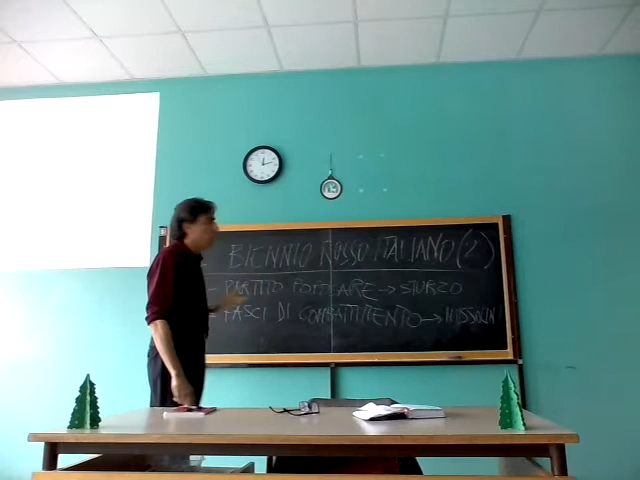 BIENNIO ROSSO ITALIANO (2)
- PARTITO POPOLARE → STURZO
- FASCI DI COMBATTIMENTO → MUSSOLINI